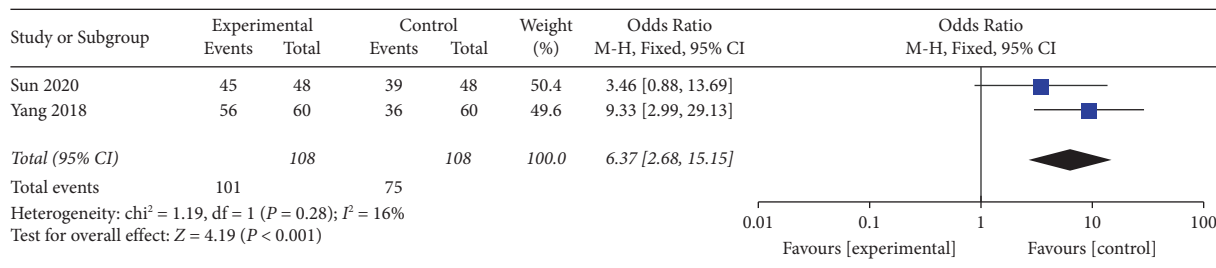 Study or Subgroup Experimental Control Weight (%) Odds Ratio M-H, Fixed, 95% CI Odds Ratio M-H, Fixed, 95% CI
Events Total Events Total
Sun 2020 45 48 39 48 50.4 3.46 [0.88, 13.69]
Yang 2018 56 60 36 60 49.6 9.33 [2.99, 29.13]
Total (95% CI) 108 108 100.0 6.37 [2.68, 15.15]
Total events 101 75
Heterogeneity: chi² = 1.19, df = 1 (P = 0.28); I² = 16%
Test for overall effect: Z = 4.19 (P < 0.001)
0.01 0.1 1 10 100
Favours [experimental] Favours [control]